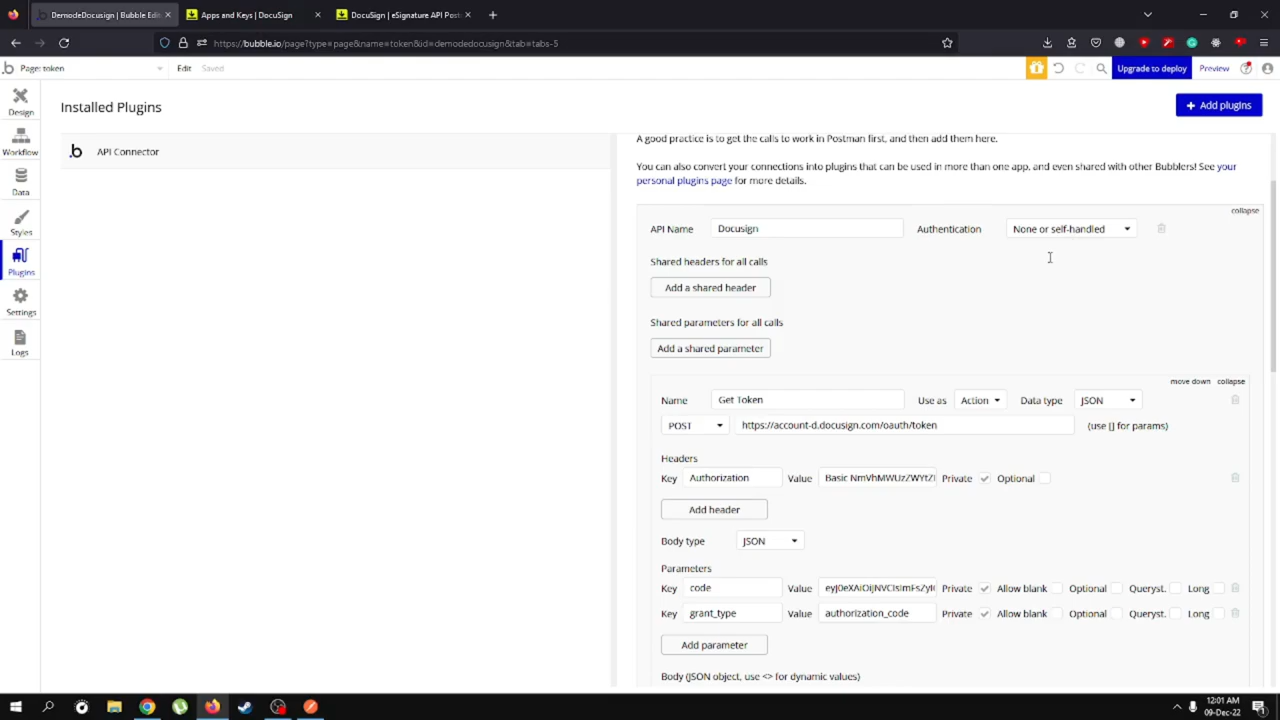 DemodeDocusign | Bubble Edit
Apps and Keys | DocuSign
DocuSign | eSignature API Post
https://bubble.io/page?type=page&name=token&id=demodedocusign&tab=tabs-5
Page: token
Edit
Saved
Upgrade to deploy
Preview
Design
Workflow
Data
Styles
Plugins
Settings
Logs
Installed Plugins
+ Add plugins
API Connector
A good practice is to get the calls to work in Postman first, and then add them here.
You can also convert your connections into plugins that can be used in more than one app, and even shared with other Bubblers! See your
personal plugins page for more details.
collapse
API Name Docusign Authentication None or self-handled
Shared headers for all calls
Add a shared header
Shared parameters for all calls
Add a shared parameter
move down collapse
Name Get Token Use as Action Data type JSON
POST https://account-d.docusign.com/oauth/token (use [] for params)
Headers
Key Authorization Value Basic Private Optional
Add header
Body type JSON
Parameters
Key code Value Private Allow blank Optional Queryst. Long
Key grant_type Value authorization_code Private Allow blank Optional Queryst. Long
Add parameter
Body (JSON object, use <> for dynamic values)
12:01 AM
09-Dec-22